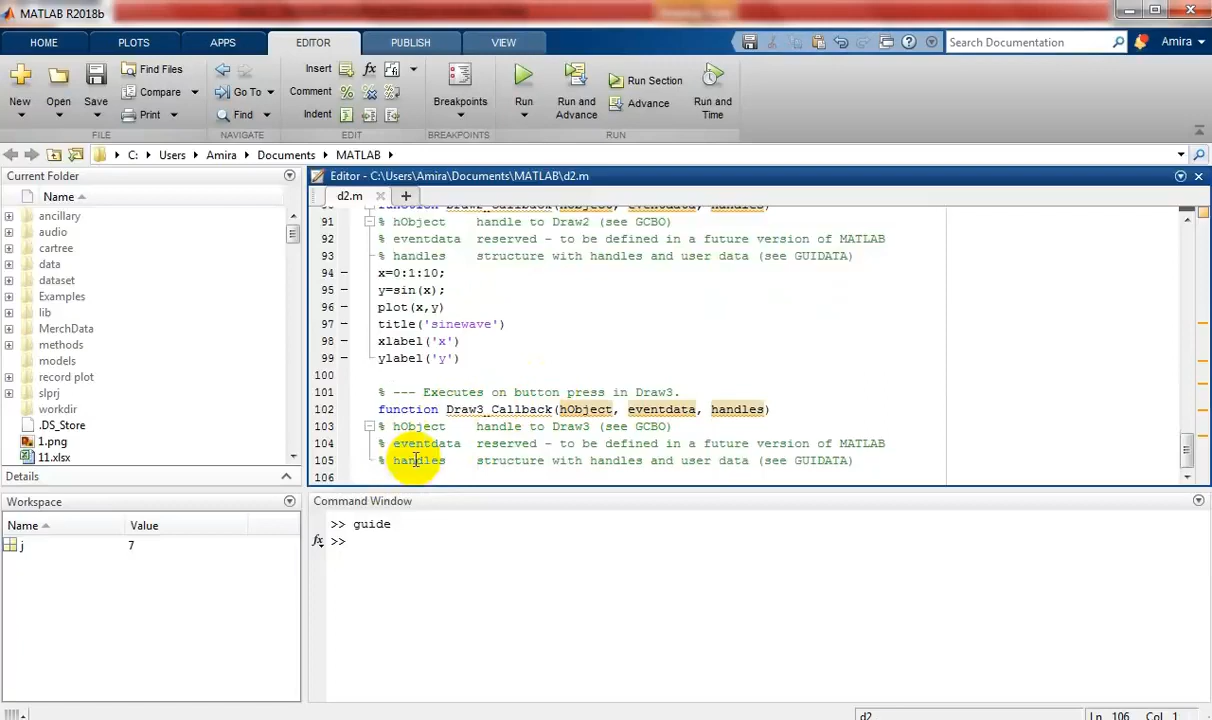 MATLAB R2018b
HOME PLOTS APPS EDITOR PUBLISH VIEW Search Documentation Amira
New Open Save Find Files Compare Print Go To Find Insert fx Comment Indent Breakpoints Run Run and Advance Run Section Advance Run and Time
FILE NAVIGATE EDIT BREAKPOINTS RUN
C: Users Amira Documents MATLAB
Current Folder
Name
ancillary
audio
cartree
data
dataset
Examples
lib
MerchData
methods
models
record plot
slprj
workdir
.DS_Store
1.png
11.xlsx
Details
Workspace
Name Value
j 7
Editor - C:\Users\Amira\Documents\MATLAB\d2.m
d2.m
90 function Draw2_Callback(hObject, eventdata, handles)
91 % hObject    handle to Draw2 (see GCBO)
92 % eventdata  reserved - to be defined in a future version of MATLAB
93 % handles    structure with handles and user data (see GUIDATA)
94 x=0:1:10;
95 y=sin(x);
96 plot(x,y)
97 title('sinewave')
98 xlabel('x')
99 ylabel('y')
100
101 % --- Executes on button press in Draw3.
102 function Draw3_Callback(hObject, eventdata, handles)
103 % hObject    handle to Draw3 (see GCBO)
104 % eventdata  reserved - to be defined in a future version of MATLAB
105 % handles    structure with handles and user data (see GUIDATA)
106
Command Window
>> guide
fx >>
d2 Ln 106 Col 1